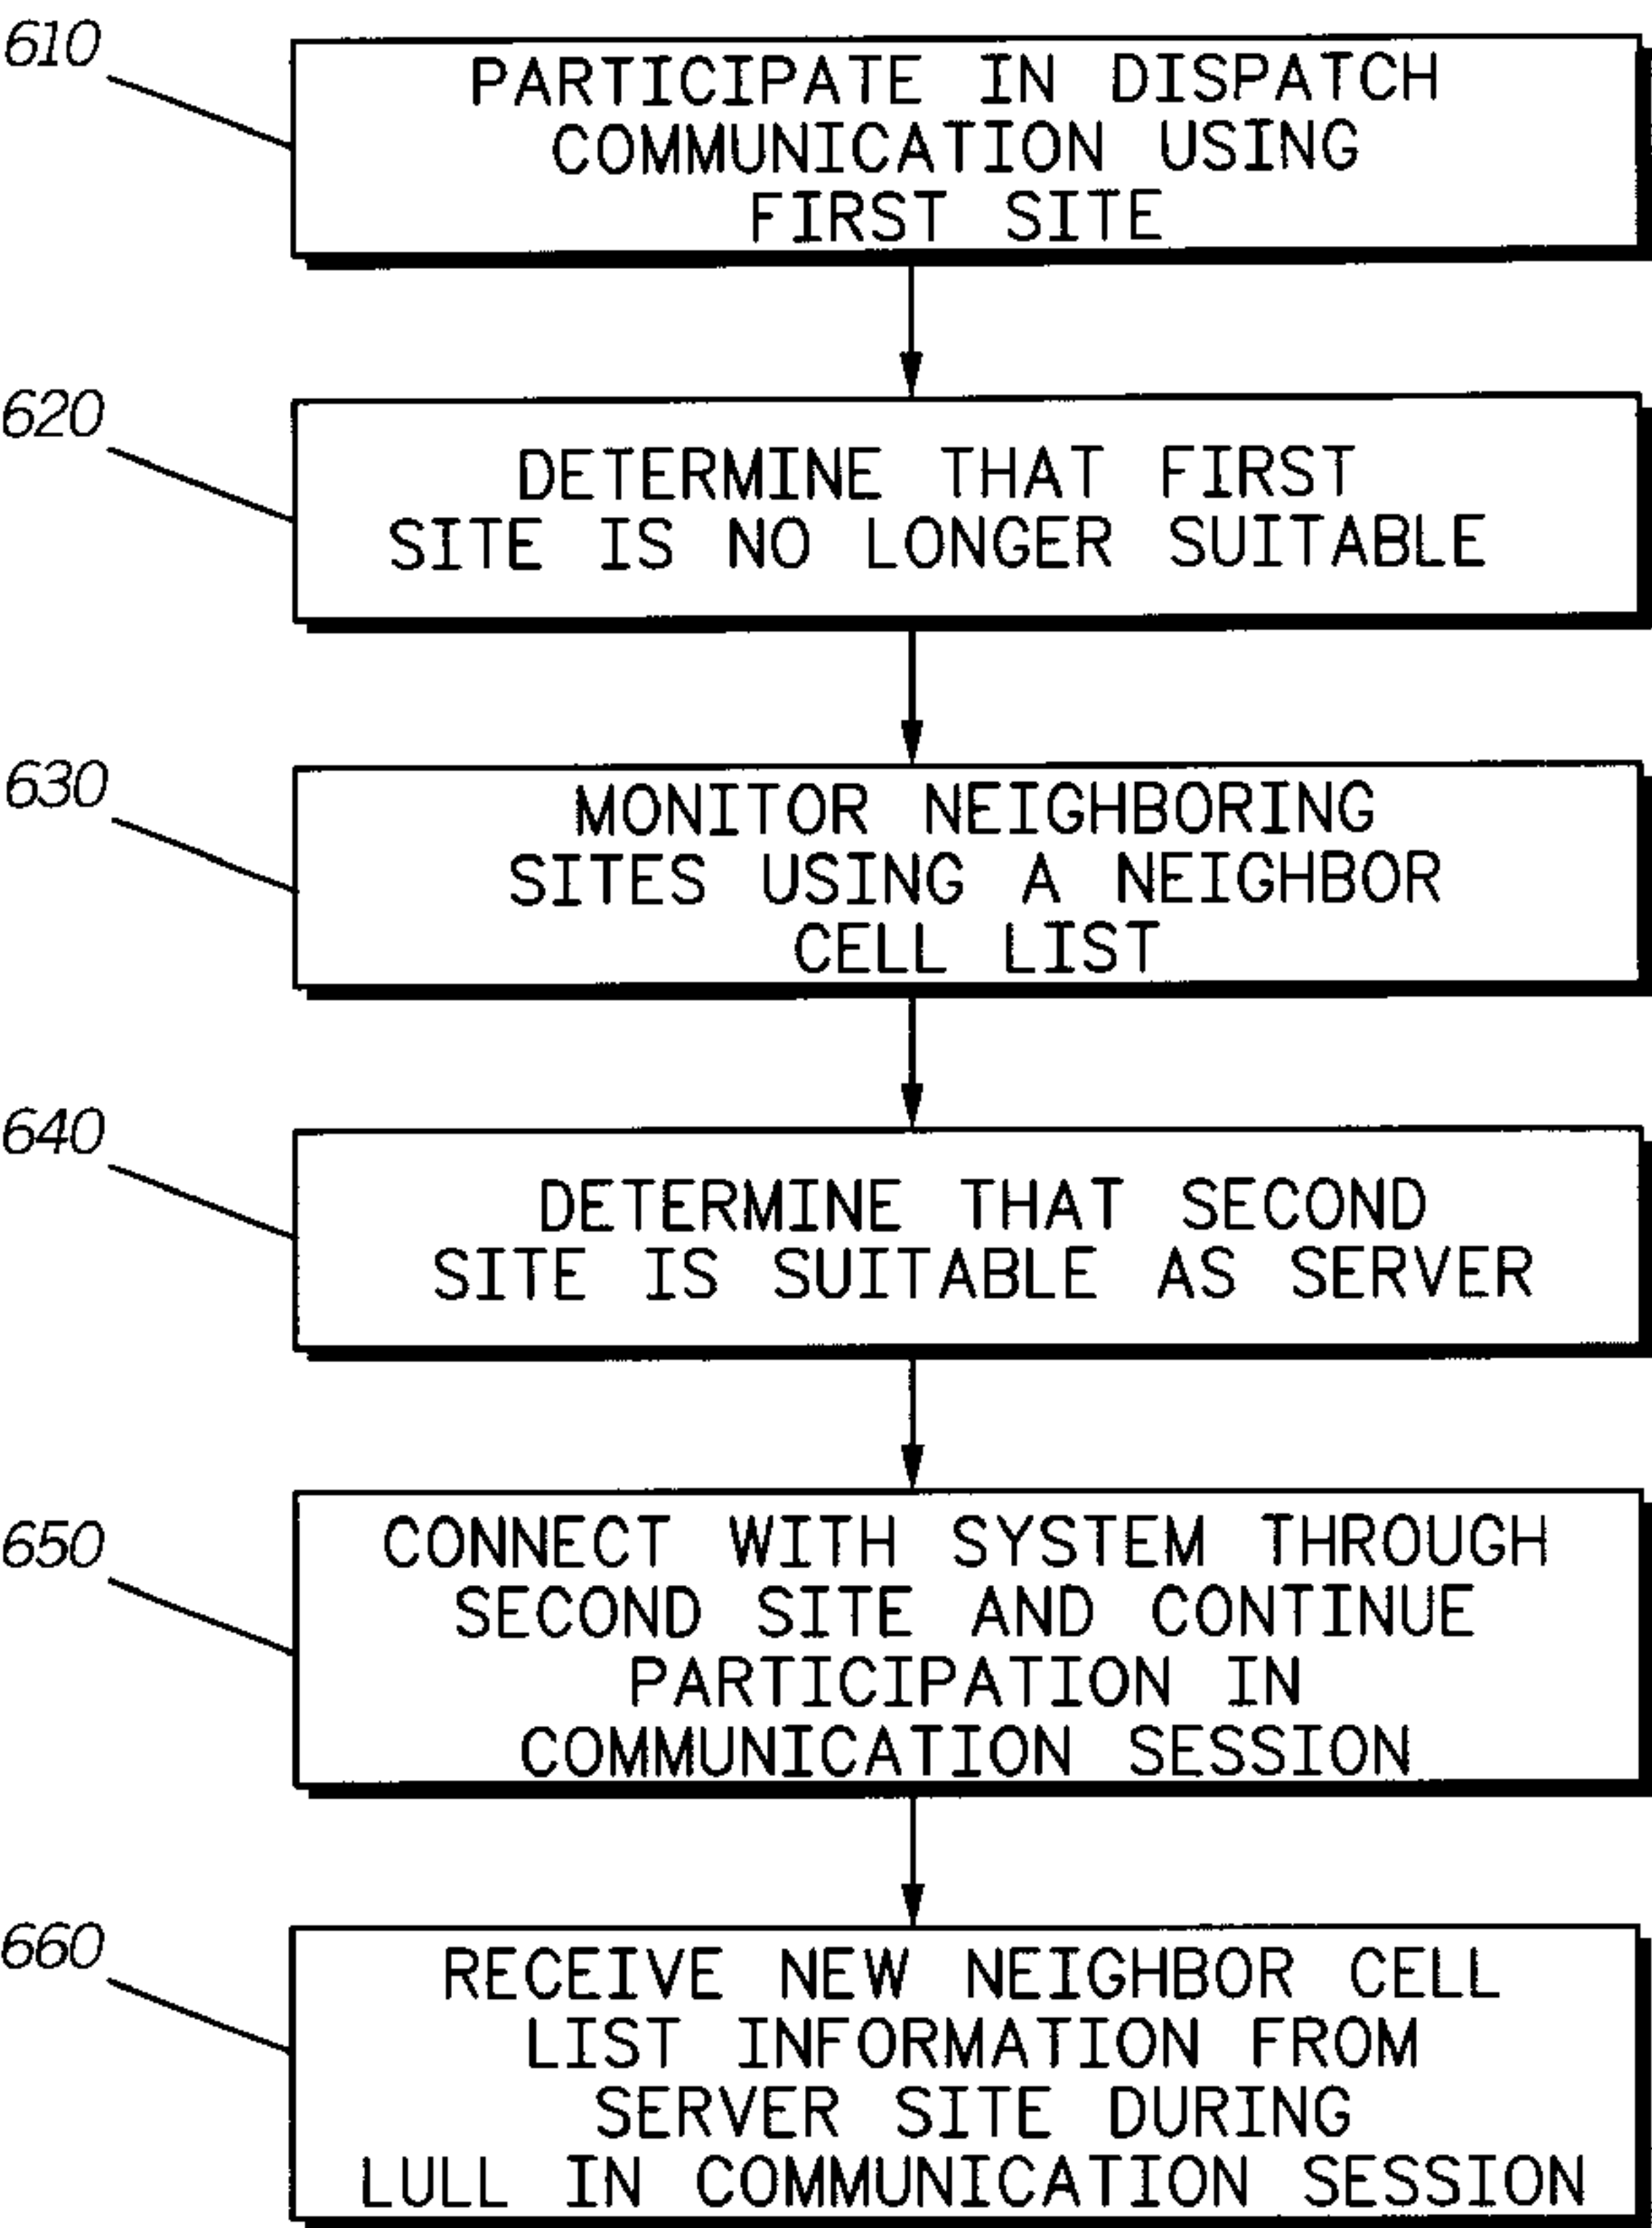 610
PARTICIPATE IN DISPATCH
COMMUNICATION USING
FIRST SITE
620
DETERMINE THAT FIRST
SITE IS NO LONGER SUITABLE
630
MONITOR NEIGHBORING
SITES USING A NEIGHBOR
CELL LIST
640
DETERMINE THAT SECOND
SITE IS SUITABLE AS SERVER
650
CONNECT WITH SYSTEM THROUGH
SECOND SITE AND CONTINUE
PARTICIPATION IN
COMMUNICATION SESSION
660
RECEIVE NEW NEIGHBOR CELL
LIST INFORMATION FROM
SERVER SITE DURING
LULL IN COMMUNICATION SESSION